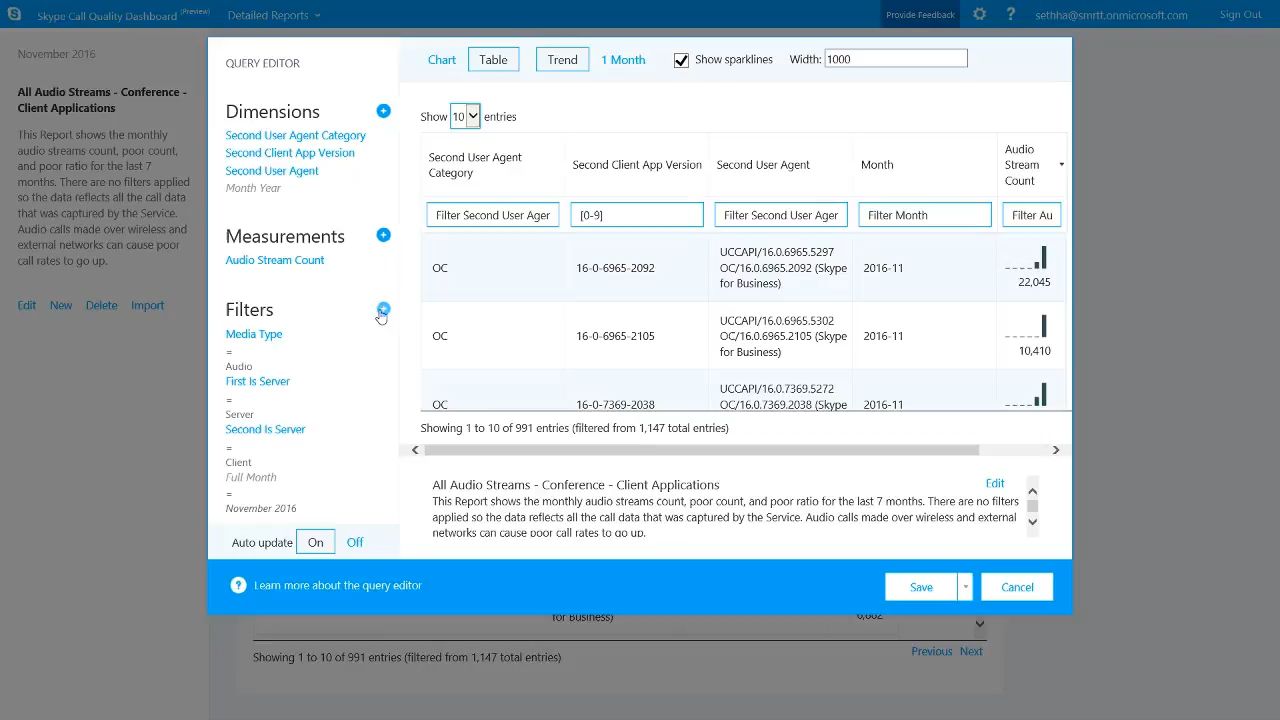 Skype Call Quality Dashboard (Preview)
Detailed Reports
Provide Feedback
?
sethha@smrtt.onmicrosoft.com
Sign Out
November 2016
All Audio Streams - Conference -
Client Applications
This Report shows the monthly
audio streams count, poor count,
and poor ratio for the last 7
months. There are no filters applied
so the data reflects all the call data
that was captured by the Service.
Audio calls made over wireless and
external networks can cause poor
call rates to go up.
Edit New Delete Import
QUERY EDITOR
Dimensions
Second User Agent Category
Second Client App Version
Second User Agent
Month Year
Measurements
Audio Stream Count
Filters
Media Type
=
Audio
First Is Server
=
Server
Second Is Server
=
Client
Full Month
=
November 2016
Auto update On Off
Chart Table Trend 1 Month Show sparklines Width: 1000
Show 10 entries
Second User Agent
Category
Second Client App Version
Second User Agent
Month
Audio
Stream
Count
Filter Second User Ager
[0-9]
Filter Second User Ager
Filter Month
Filter Au
OC
16-0-6965-2092
UCCAPI/16.0.6965.5297
OC/16.0.6965.2092 (Skype
for Business)
2016-11
22,045
OC
16-0-6965-2105
UCCAPI/16.0.6965.5302
OC/16.0.6965.2105 (Skype
for Business)
2016-11
10,410
OC
16-0-7369-2038
UCCAPI/16.0.7369.5272
OC/16.0.7369.2038 (Skype
2016-11
Showing 1 to 10 of 991 entries (filtered from 1,147 total entries)
All Audio Streams - Conference - Client Applications
Edit
This Report shows the monthly audio streams count, poor count, and poor ratio for the last 7 months. There are no filters
applied so the data reflects all the call data that was captured by the Service. Audio calls made over wireless and external
networks can cause poor call rates to go up.
? Learn more about the query editor
Save
Cancel
for Business)
Showing 1 to 10 of 991 entries (filtered from 1,147 total entries)
Previous Next